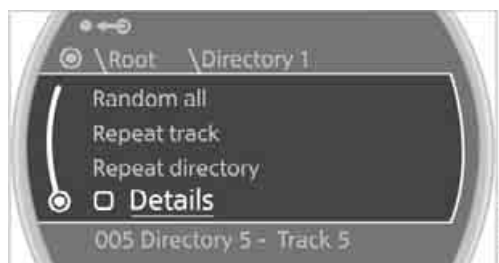 \Root \Directory 1
Random all
Repeat track
Repeat directory
Details
005 Directory 5 - Track 5